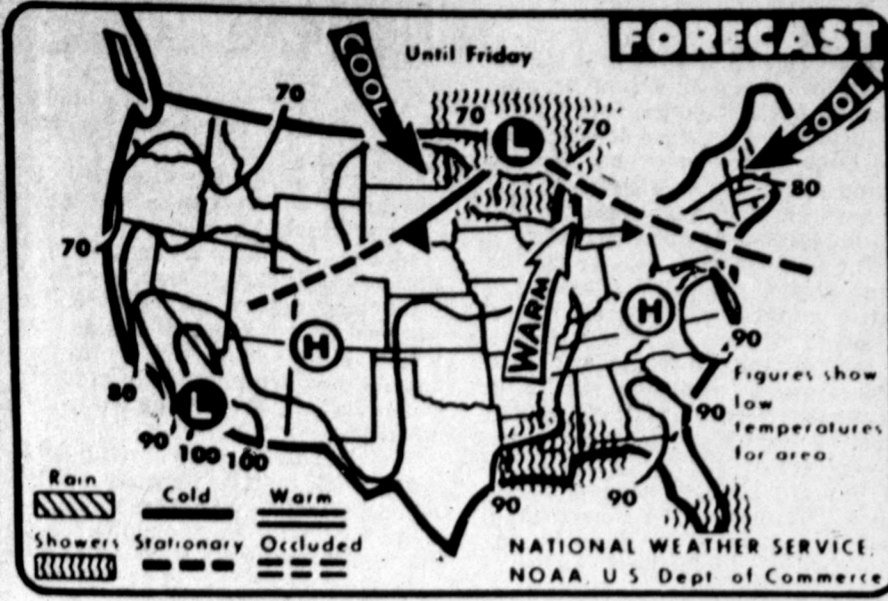 FORECAST
Until Friday
COOL
COOL
70
70
70
80
70
L
WARM
H
H
L
80
90
100
100
90
90
90
90
Figures show
low
temperatures
for area.
Rain
Cold
Warm
Showers
Stationary
Occluded
NATIONAL WEATHER SERVICE,
NOAA, U S Dept. of Commerce